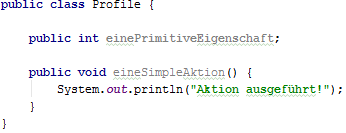 public class Profile {
public int einePrimitiveEigenschaft;
public void eineSimpleAktion() {
System.out.println("Aktion ausgeführt!");
}
}